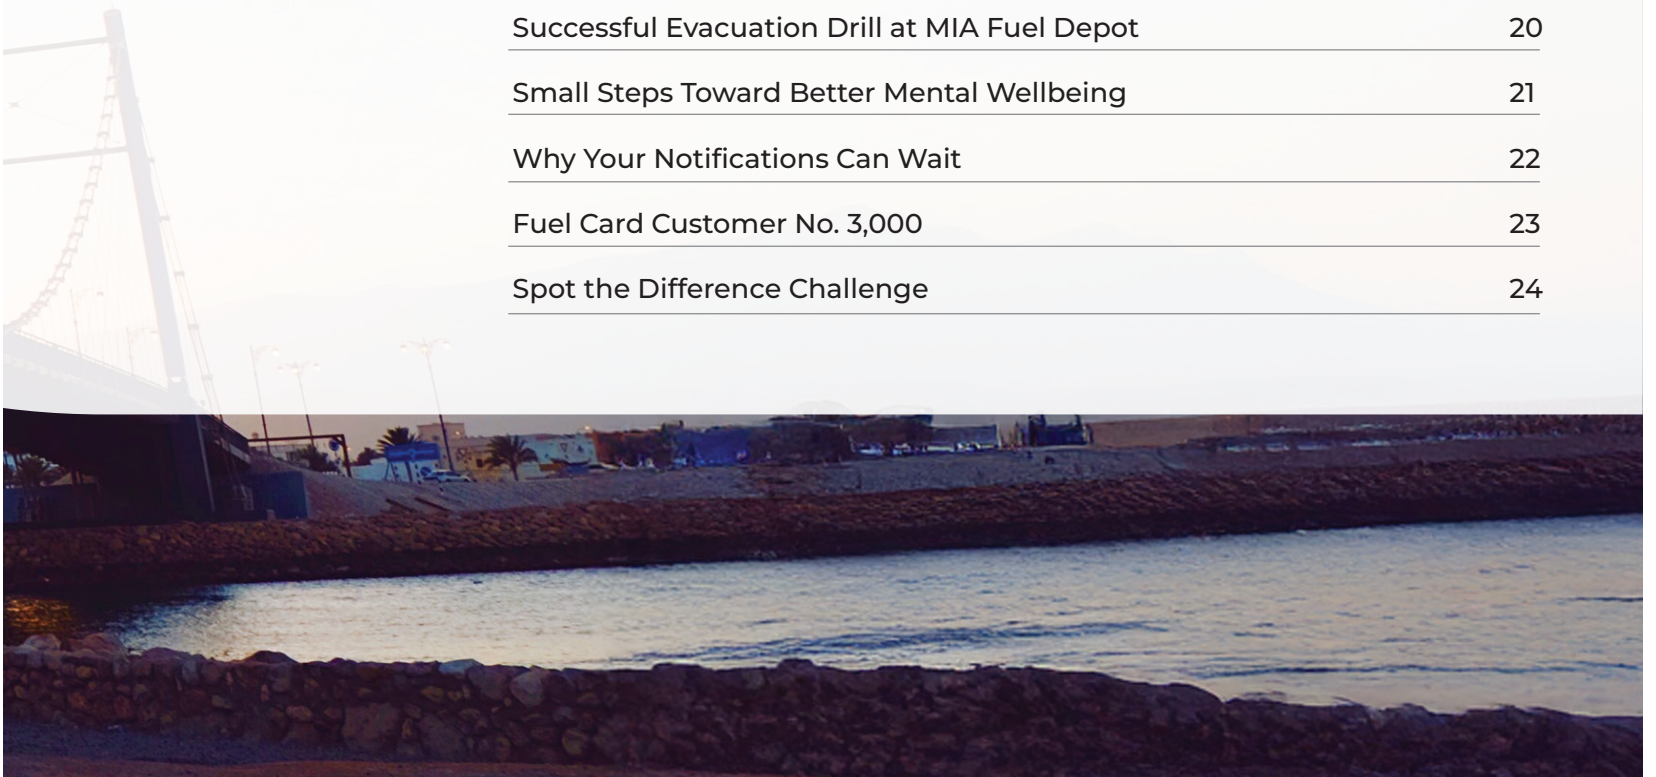 Successful Evacuation Drill at MIA Fuel Depot 20
Small Steps Toward Better Mental Wellbeing 21
Why Your Notifications Can Wait 22
Fuel Card Customer No. 3,000 23
Spot the Difference Challenge 24